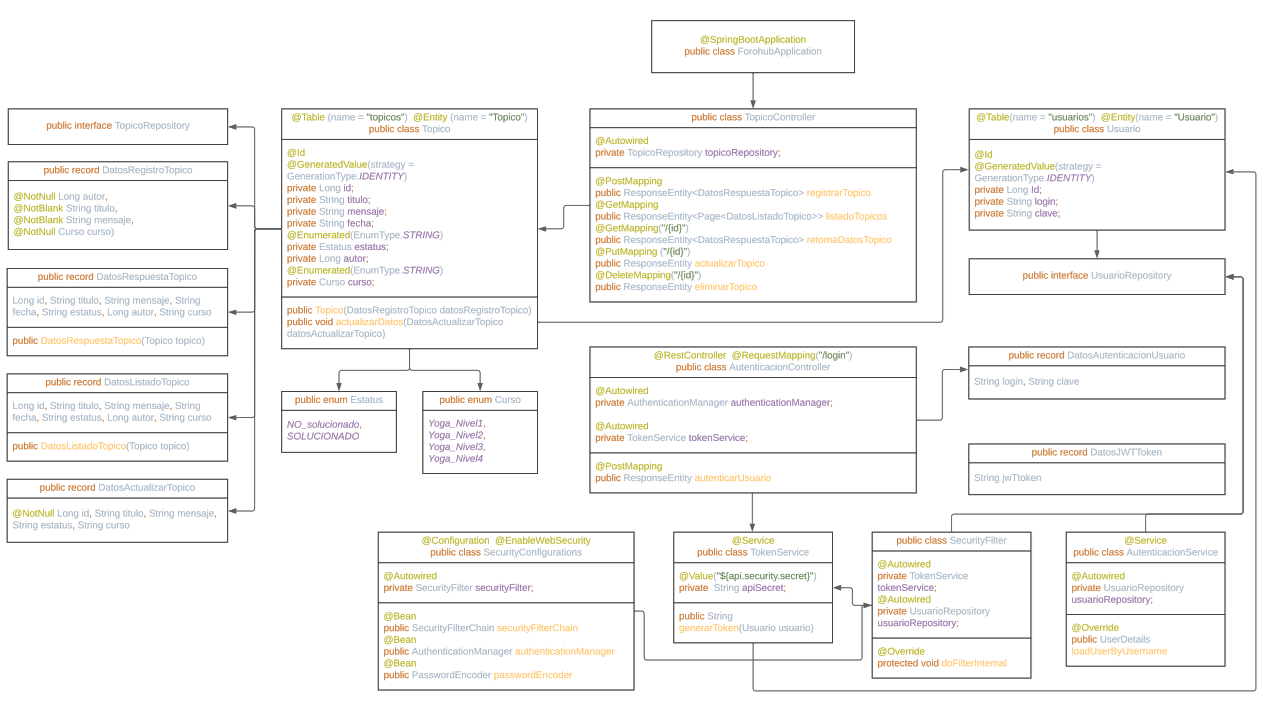 @SpringBootApplication
public class ForohubApplication
public interface TopicoRepository
public record DatosRegistroTopico
@NotNull Long autor,
@NotBlank String titulo,
@NotBlank String mensaje,
@NotNull Curso curso)
public record DatosRespuestaTopico
Long id, String titulo, String mensaje, String
fecha, String estatus, Long autor, String curso
public DatosRespuestaTopico(Topico topico)
public record DatosListadoTopico
Long id, String titulo, String mensaje, String
fecha, String estatus, Long autor, String curso
public DatosListadoTopico(Topico topico)
public record DatosActualizarTopico
@NotNull Long id, String titulo, String mensaje,
String estatus, String curso
@Table (name = "topicos") @Entity (name = "Topico")
public class Topico
@Id
@GeneratedValue(strategy =
GenerationType.IDENTITY)
private Long id;
private String titulo;
private String mensaje;
private String fecha;
@Enumerated(EnumType.STRING)
private Estatus estatus;
private Long autor;
@Enumerated(EnumType.STRING)
private Curso curso;
public Topico(DatosRegistroTopico datosRegistroTopico)
public void actualizarDatos(DatosActualizarTopico
datosActualizarTopico)
public enum Estatus
NO_solucionado,
SOLUCIONADO
public enum Curso
Yoga_Nivel1,
Yoga_Nivel2,
Yoga_Nivel3,
Yoga_Nivel4
public class TopicoController
@Autowired
private TopicoRepository topicoRepository;
@PostMapping
public ResponseEntity<DatosRespuestaTopico> registrarTopico
@GetMapping
public ResponseEntity<Page<DatosListadoTopico>> listadoTopicos
@GetMapping("/{id}")
public ResponseEntity<DatosRespuestaTopico> retornaDatosTopico
@PutMapping ("/{id}")
public ResponseEntity actualizarTopico
@DeleteMapping("/{id}")
public ResponseEntity eliminarTopico
@Table(name = "usuarios") @Entity(name = "Usuario")
public class Usuario
@Id
@GeneratedValue(strategy =
GenerationType.IDENTITY)
private Long Id;
private String login;
private String clave;
public interface UsuarioRepository
@RestController @RequestMapping("/login")
public class AutenticacionController
@Autowired
private AuthenticationManager authenticationManager;
@Autowired
private TokenService tokenService;
@PostMapping
public ResponseEntity autenticarUsuario
public record DatosAutenticacionUsuario
String login, String clave
public record DatosJWTToken
String jwTtoken
@Configuration @EnableWebSecurity
public class SecurityConfigurations
@Autowired
private SecurityFilter securityFilter;
@Bean
public SecurityFilterChain securityFilterChain
@Bean
public AuthenticationManager authenticationManager
@Bean
public PasswordEncoder passwordEncoder
@Service
public class TokenService
@Value("${api.security.secret}")
private String apiSecret;
public String
generarToken(Usuario usuario)
public class SecurityFilter
@Autowired
private TokenService
tokenService;
@Autowired
private UsuarioRepository
usuarioRepository;
@Override
protected void doFilterInternal
@Service
public class AutenticacionService
@Autowired
private UsuarioRepository
usuarioRepository;
@Override
public UserDetails
loadUserByUsername